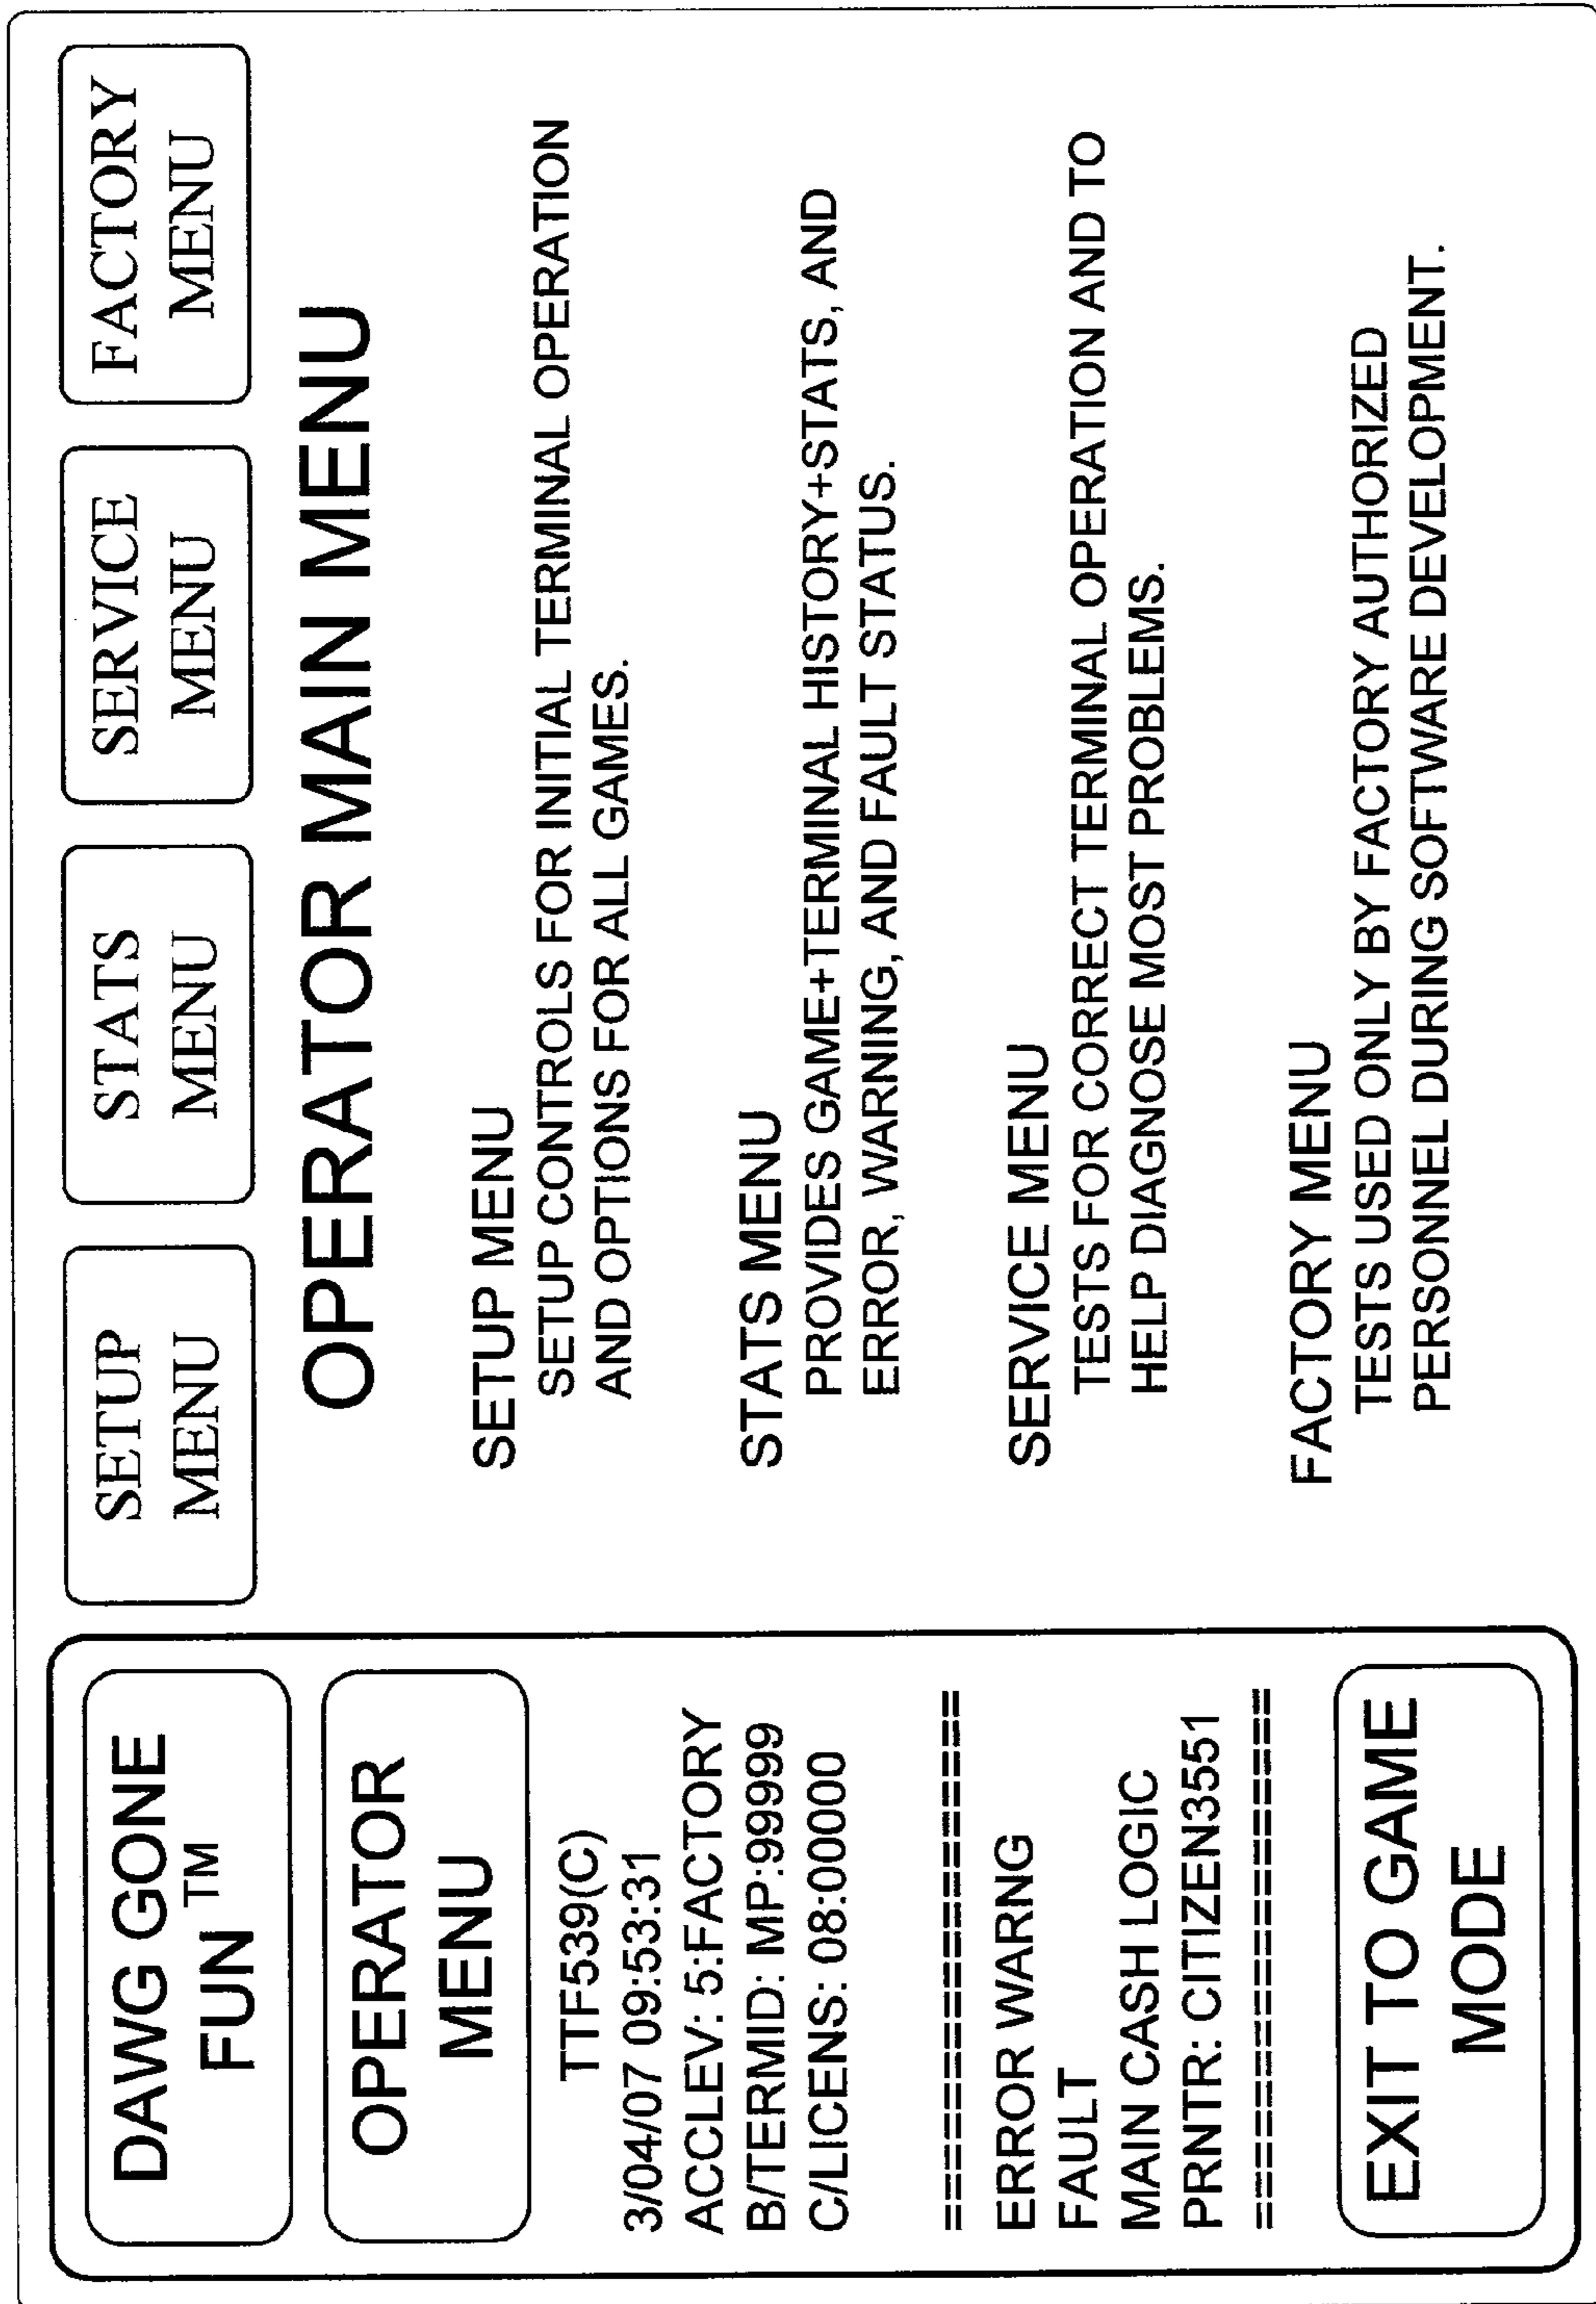 DAWG GONE
FUN ™
OPERATOR
MENU
TTF539(C)
3/04/07 09:53:31
ACCLEV: 5:FACTORY
B/TERMID: MP:99999
C/LICENS: 08:00000
==================
ERROR WARNG
FAULT
MAIN CASH LOGIC
PRNTR: CITIZEN3551
==================
EXIT TO GAME
MODE
SETUP
MENU
STATS
MENU
SERVICE
MENU
FACTORY
MENU
OPERATOR MAIN MENU
SETUP MENU
SETUP CONTROLS FOR INITIAL TERMINAL OPERATION
AND OPTIONS FOR ALL GAMES.
STATS MENU
PROVIDES GAME+TERMINAL HISTORY+STATS, AND
ERROR, WARNING, AND FAULT STATUS.
SERVICE MENU
TESTS FOR CORRECT TERMINAL OPERATION AND TO
HELP DIAGNOSE MOST PROBLEMS.
FACTORY MENU
TESTS USED ONLY BY FACTORY AUTHORIZED
PERSONNEL DURING SOFTWARE DEVELOPMENT.